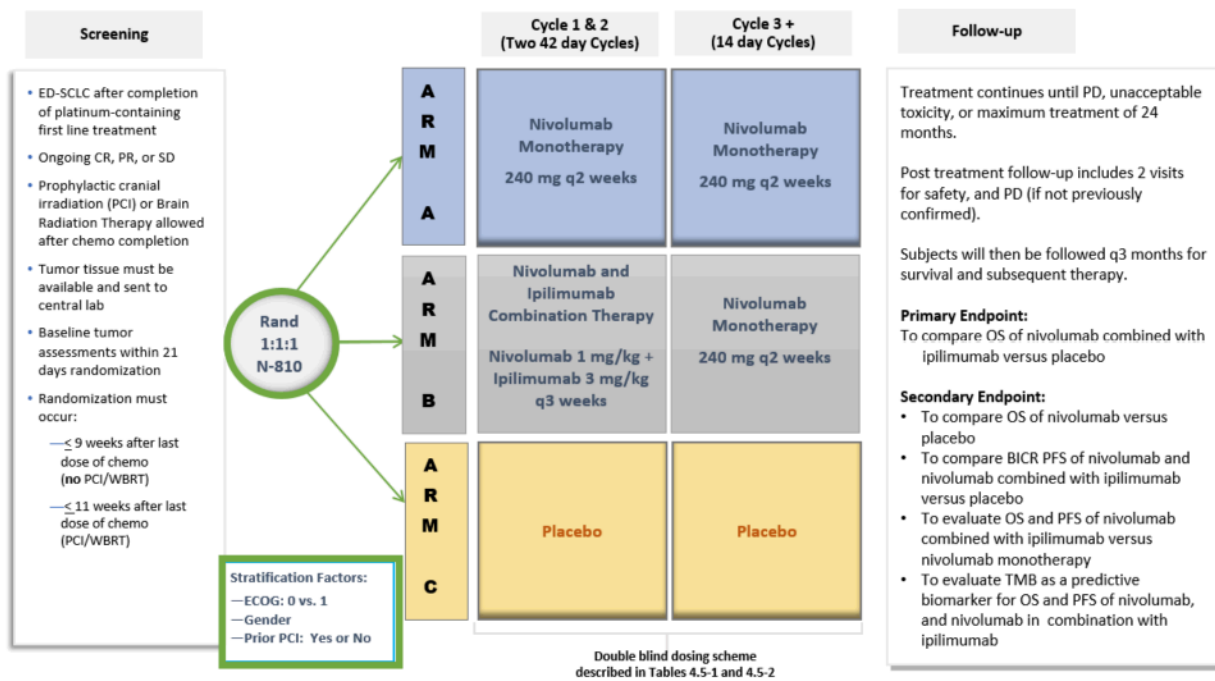 Screening
• ED-SCLC after completion
of platinum-containing
first line treatment
• Ongoing CR, PR, or SD
• Prophylactic cranial
irradiation (PCI) or Brain
Radiation Therapy allowed
after chemo completion
• Tumor tissue must be
available and sent to
central lab
• Baseline tumor
assessments within 21
days randomization
• Randomization must
occur:
—≤ 9 weeks after last
dose of chemo
(no PCI/WBRT)
—≤ 11 weeks after last
dose of chemo
(PCI/WBRT)
Rand
1:1:1
N-810
Stratification Factors:
—ECOG: 0 vs. 1
—Gender
—Prior PCI: Yes or No
Cycle 1 & 2
(Two 42 day Cycles)
Cycle 3 +
(14 day Cycles)
A
R
M
A
Nivolumab
Monotherapy
240 mg q2 weeks
Nivolumab
Monotherapy
240 mg q2 weeks
A
R
M
B
Nivolumab and
Ipilimumab
Combination Therapy
Nivolumab 1 mg/kg +
Ipilimumab 3 mg/kg
q3 weeks
Nivolumab
Monotherapy
240 mg q2 weeks
A
R
M
C
Placebo
Placebo
Double blind dosing scheme
described in Tables 4.5-1 and 4.5-2
Follow-up
Treatment continues until PD, unacceptable
toxicity, or maximum treatment of 24
months.
Post treatment follow-up includes 2 visits
for safety, and PD (if not previously
confirmed).
Subjects will then be followed q3 months for
survival and subsequent therapy.
Primary Endpoint:
To compare OS of nivolumab combined with
ipilimumab versus placebo
Secondary Endpoint:
• To compare OS of nivolumab versus
placebo
• To compare BICR PFS of nivolumab and
nivolumab combined with ipilimumab
versus placebo
• To evaluate OS and PFS of nivolumab
combined with ipilimumab versus
nivolumab monotherapy
• To evaluate TMB as a predictive
biomarker for OS and PFS of nivolumab,
and nivolumab in combination with
ipilimumab